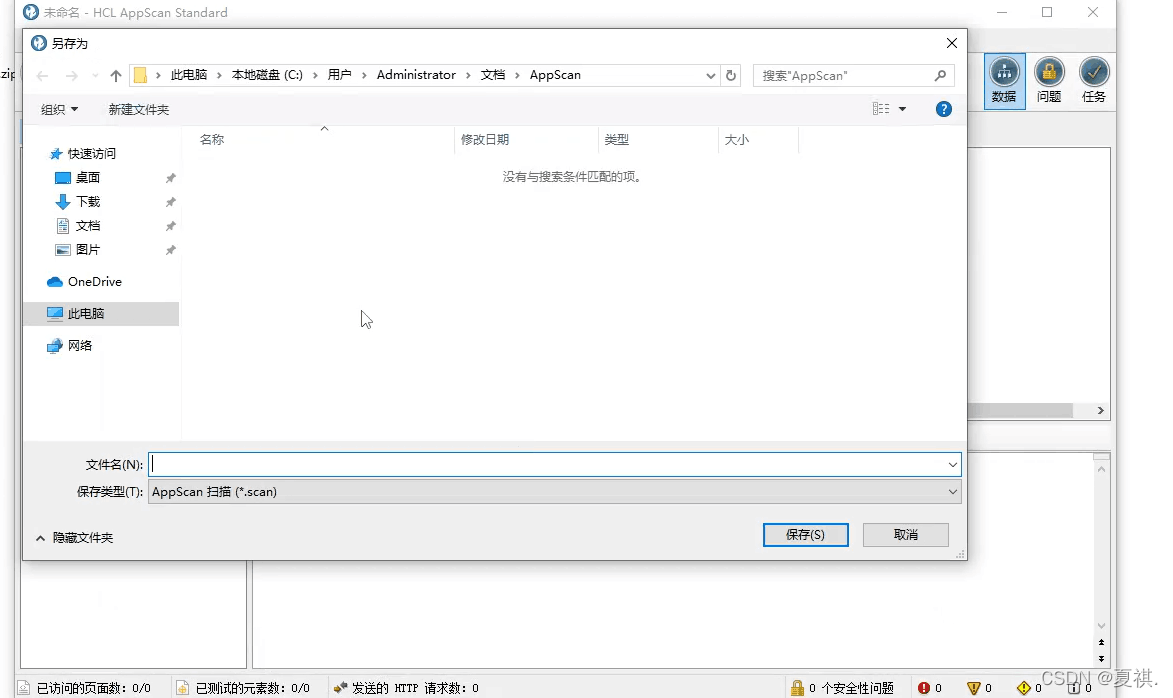 未命名 - HCL AppScan Standard
另存为
.zip
此电脑 本地磁盘 (C:) 用户 Administrator 文档 AppScan
搜索"AppScan"
数据 问题 任务
组织 新建文件夹
名称 修改日期 类型 大小
没有与搜索条件匹配的项。
快速访问
桌面
下载
文档
图片
OneDrive
此电脑
网络
文件名(N):
保存类型(T): AppScan 扫描 (*.scan)
隐藏文件夹
保存(S) 取消
已访问的页面数: 0/0 已测试的元素数: 0/0 发送的 HTTP 请求数: 0 0 个安全性问题 0 0 0 0
CSDN @夏祺.